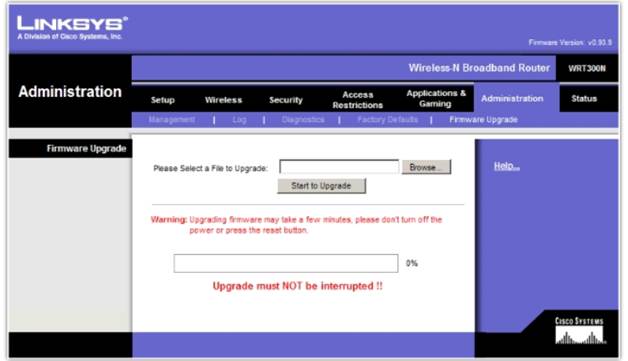 LINKSYS®
A Division of Cisco Systems, Inc.
Firmware Version: v0.93.9
Wireless-N Broadband Router WRT300N
Administration
Setup Wireless Security Access Restrictions Applications & Gaming Administration Status
Management | Log | Diagnostics | Factory Defaults | Firmware Upgrade
Firmware Upgrade
Please Select a File to Upgrade: Browse...
Help...
Start to Upgrade
Warning: Upgrading firmware may take a few minutes, please don't turn off the
power or press the reset button.
0%
Upgrade must NOT be interrupted !!
CISCO SYSTEMS